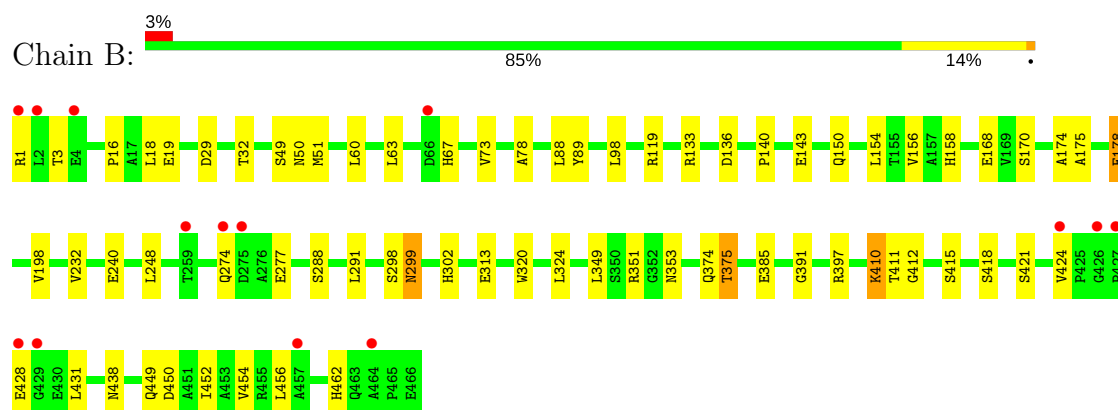 3%
Chain B:
85%
14%
•
R1 L2 T3 E4 P16 A17 L18 E19 D29 T32 S49 N50 M51 L60 L63 D66 H67 V73 A78 L88 Y89 L98 R119 R133 D136 P140 E143 Q150 L154 T155 V156 A157 H158 E168 V169 S170 A174 A175 E178
V198 V232 E240 L248 T259 Q274 D275 A276 E277 S288 L291 S298 N299 H302 E313 W320 L324 L349 S350 R351 G352 N353 Q374 T375 E385 G391 R397 K410 T411 G412 S415 S418 S421 V424 P425 G426
E428 G429 E430 L431 N438 Q449 D450 A451 I452 A453 V454 R455 L456 A457 H462 Q463 A464 P465 E466